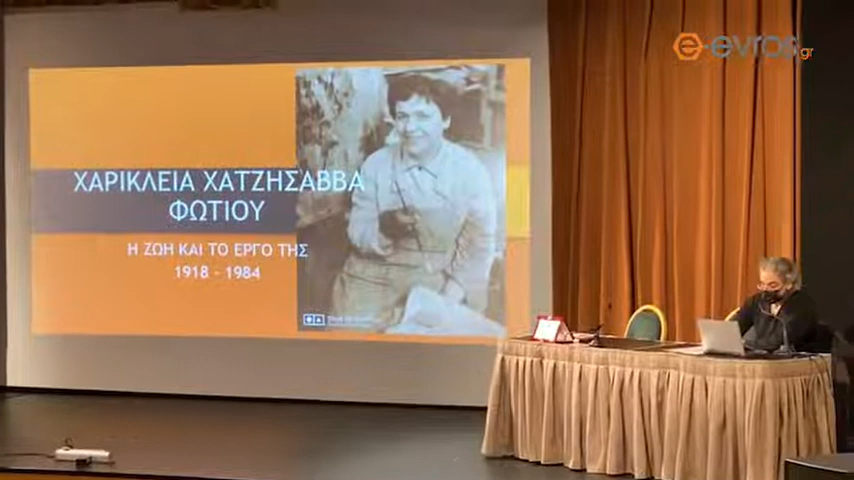 e-evros.gr
ΧΑΡΙΚΛΕΙΑ ΧΑΤΖΗΣΑΒΒΑ
ΦΩΤΙΟΥ
Η ΖΩΗ ΚΑΙ ΤΟ ΕΡΓΟ ΤΗΣ
1918 - 1984